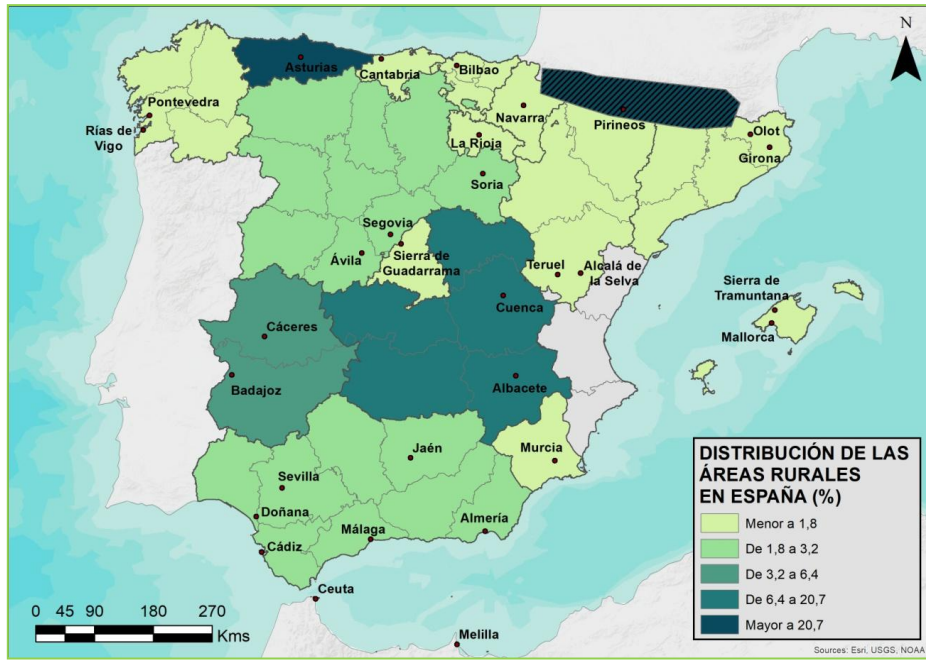 N
Asturias
Cantabria
Bilbao
Pontevedra
Navarra
Pirineos
Olot
Rías de
Vigo
La Rioja
Girona
Soria
Segovia
Ávila
Sierra de
Guadarrama
Teruel
Alcalá de
la Selva
Sierra de
Tramuntana
Cuenca
Mallorca
Cáceres
Badajoz
Albacete
Murcia
Jaén
Sevilla
Doñana
Málaga
Almería
Cádiz
Ceuta
Melilla
DISTRIBUCIÓN DE LAS
ÁREAS RURALES
EN ESPAÑA (%)
Menor a 1,8
De 1,8 a 3,2
De 3,2 a 6,4
De 6,4 a 20,7
Mayor a 20,7
0 45 90 180 270
Kms
Sources: Esri, USGS, NOAA